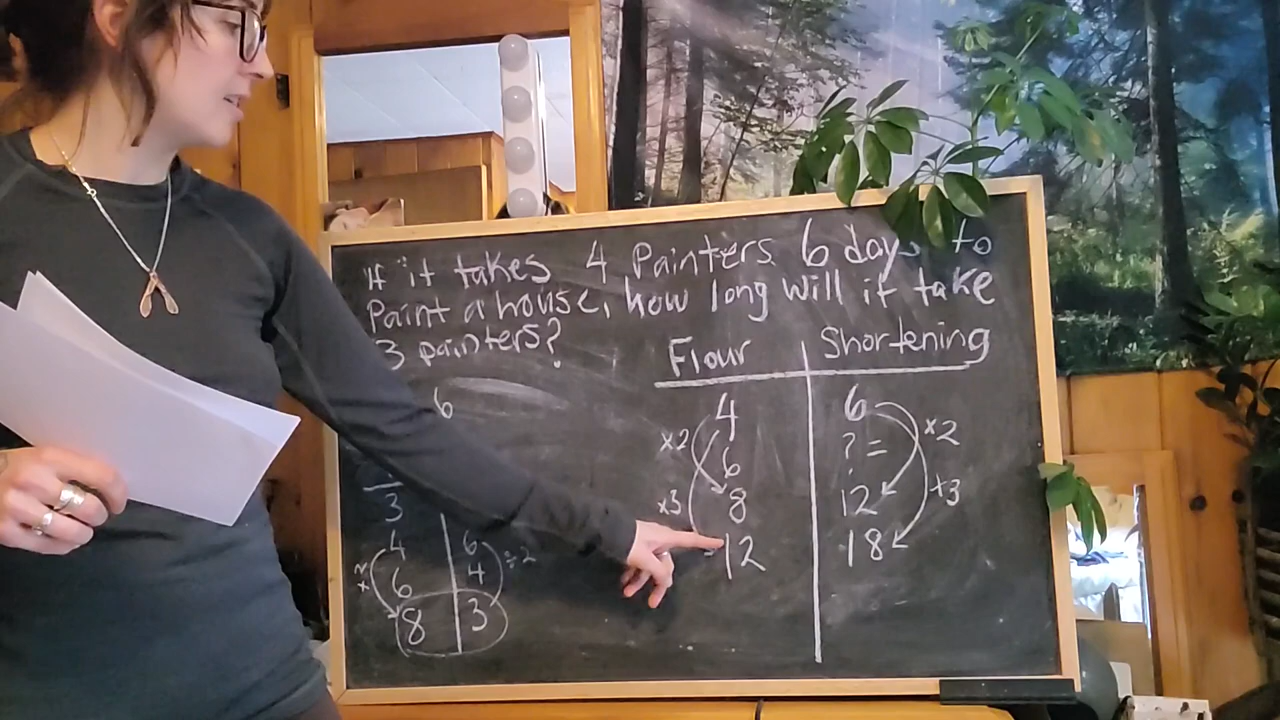 If it takes 4 Painters 6 days to
Paint a house, how long will it take
3 painters?
Flour Shortening
6
3
4 6
6 4 ÷2
8 3
4 6
x2 x2
6 ? =
x3 8 12 x3
12 18